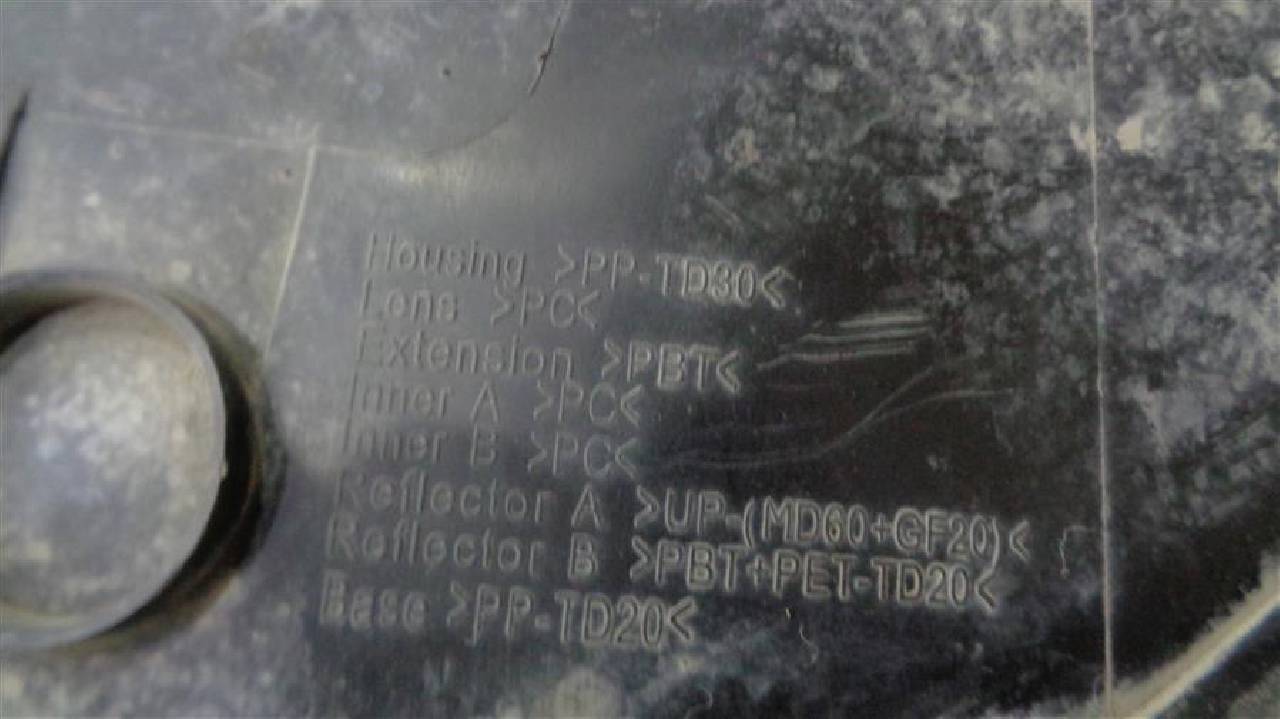 Housing >PP-TD30<
Lens >PC<
Extension >PBT<
Inner A >PC<
Inner B >PC<
Reflector A >UP-(MD60+GF20)<
Reflector B >PBT+PET-TD20<
Base >PP-TD20<